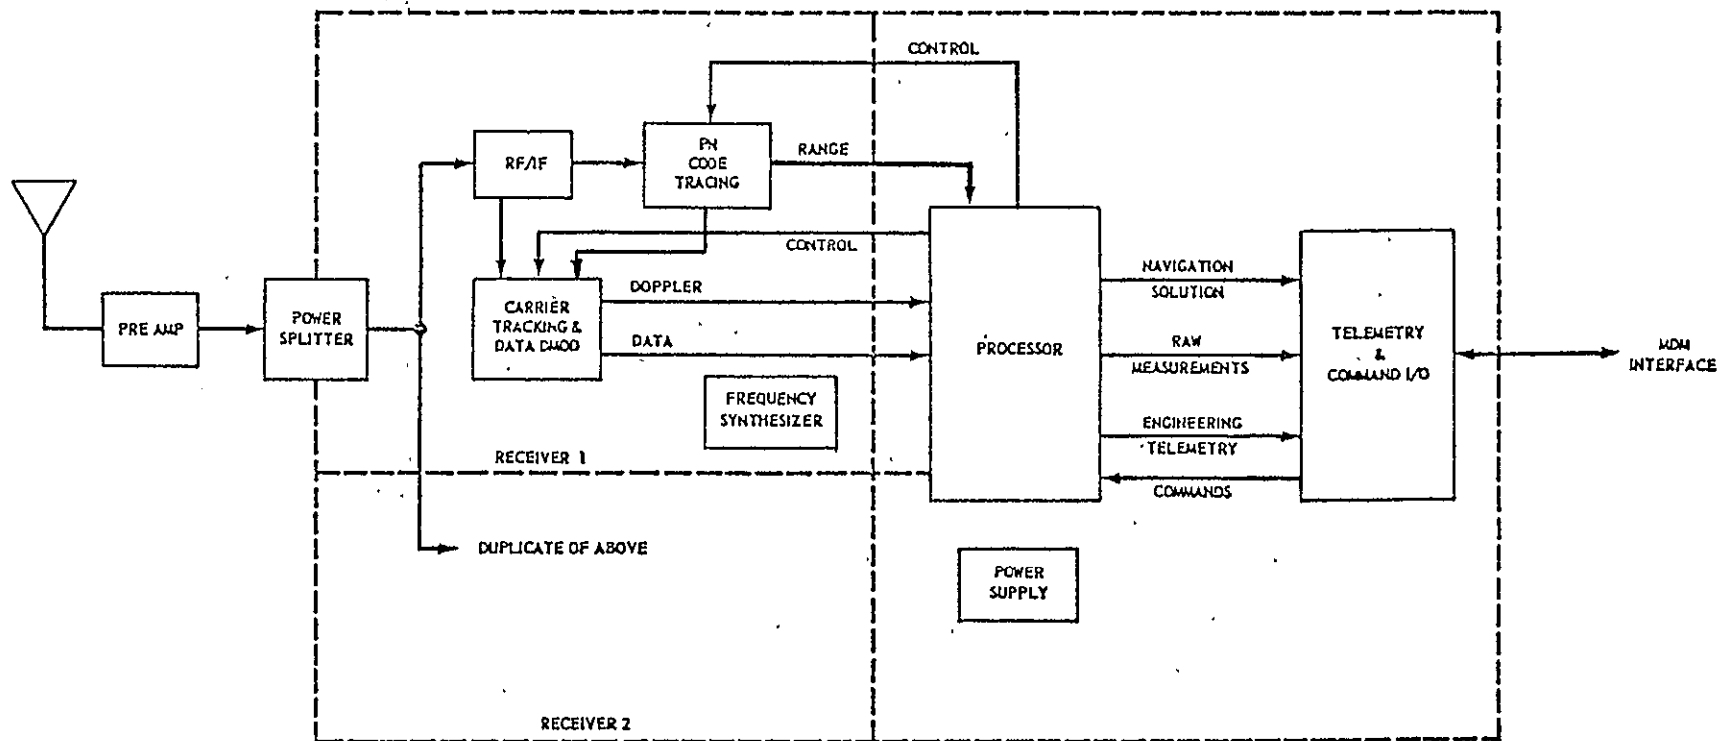 CONTROL
RF/IF
PN
CODE
TRACING
RANGE
CONTROL
PRE AMP
POWER
SPLITTER
CARRIER
TRACKING &
DATA DMOD
DOPPLER
DATA
FREQUENCY
SYNTHESIZER
RECEIVER 1
PROCESSOR
NAVIGATION
SOLUTION
RAW
MEASUREMENTS
ENGINEERING
TELEMETRY
COMMANDS
TELEMETRY
&
COMMAND I/O
MDM
INTERFACE
DUPLICATE OF ABOVE
POWER
SUPPLY
RECEIVER 2